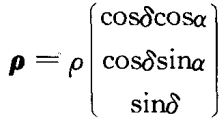 cosδcosα
𝛒 = ρ cosδsinα
sinδ